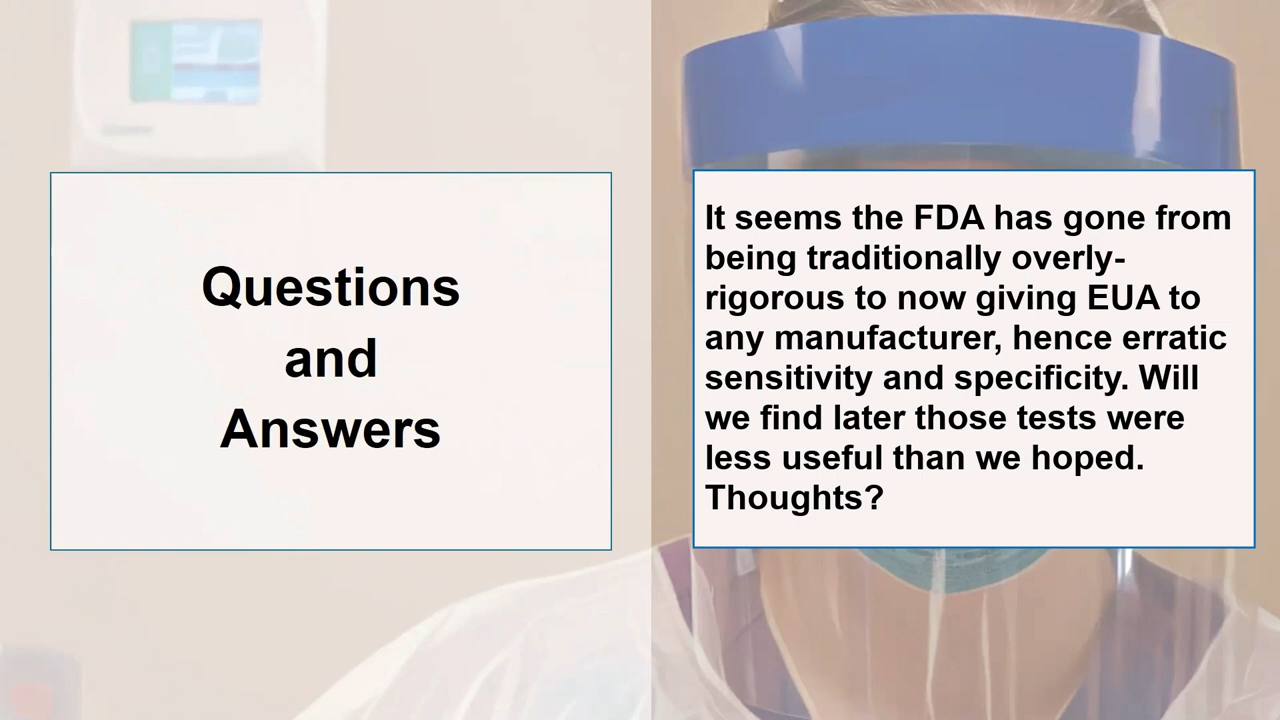 Questions
and
Answers
It seems the FDA has gone from
being traditionally overly-
rigorous to now giving EUA to
any manufacturer, hence erratic
sensitivity and specificity. Will
we find later those tests were
less useful than we hoped.
Thoughts?